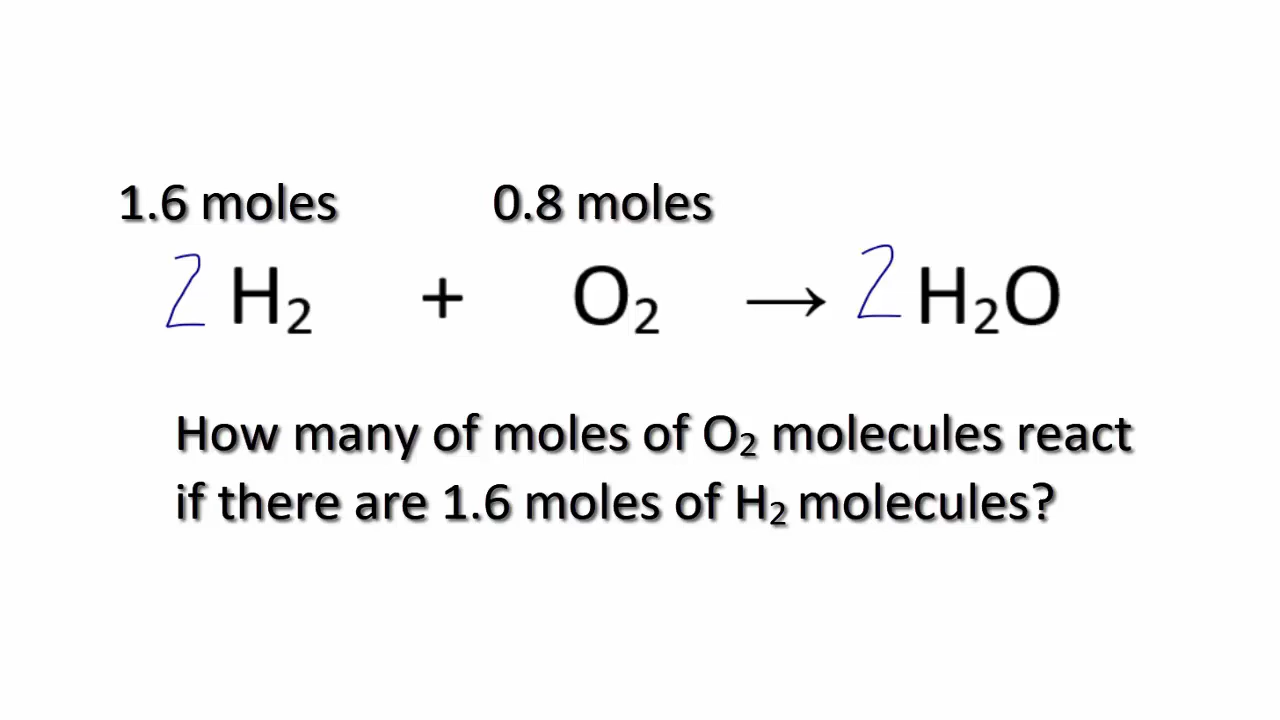 1.6 moles 0.8 moles
2 H₂ + O₂ → 2 H₂O
How many of moles of O₂ molecules react
if there are 1.6 moles of H₂ molecules?